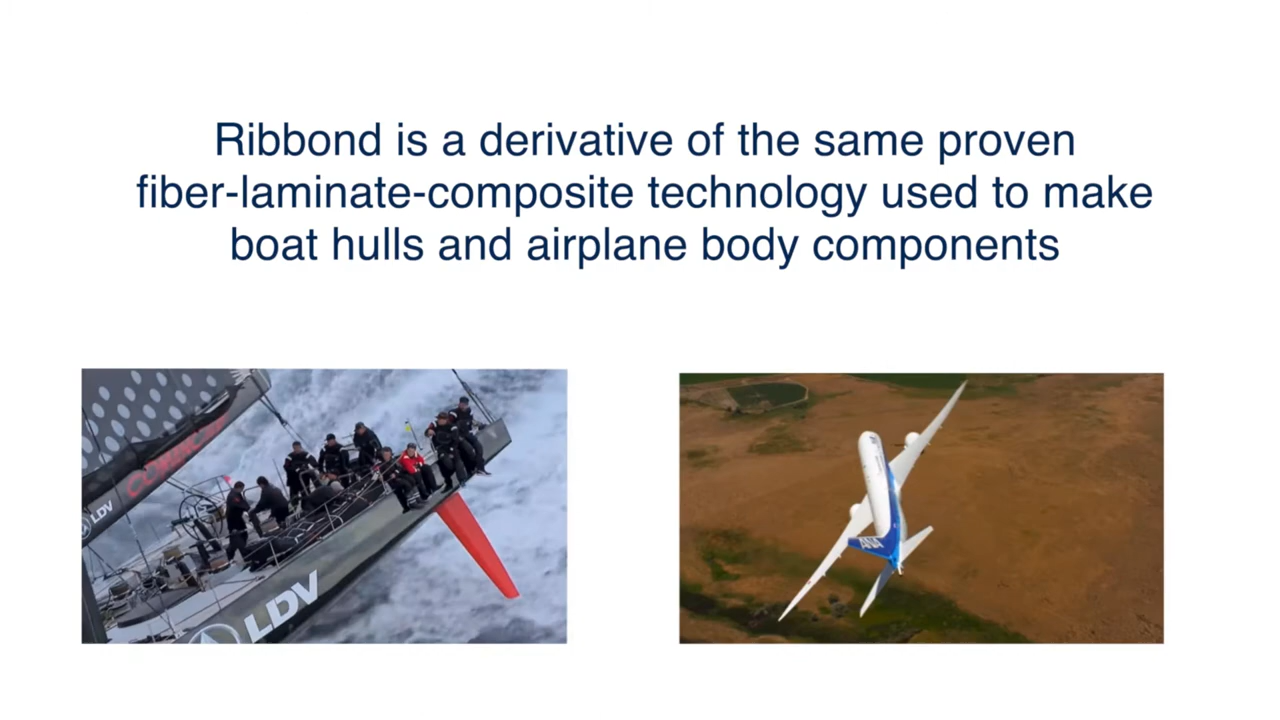 Ribbond is a derivative of the same proven
fiber-laminate-composite technology used to make
boat hulls and airplane body components
LDV
LDV
ANA